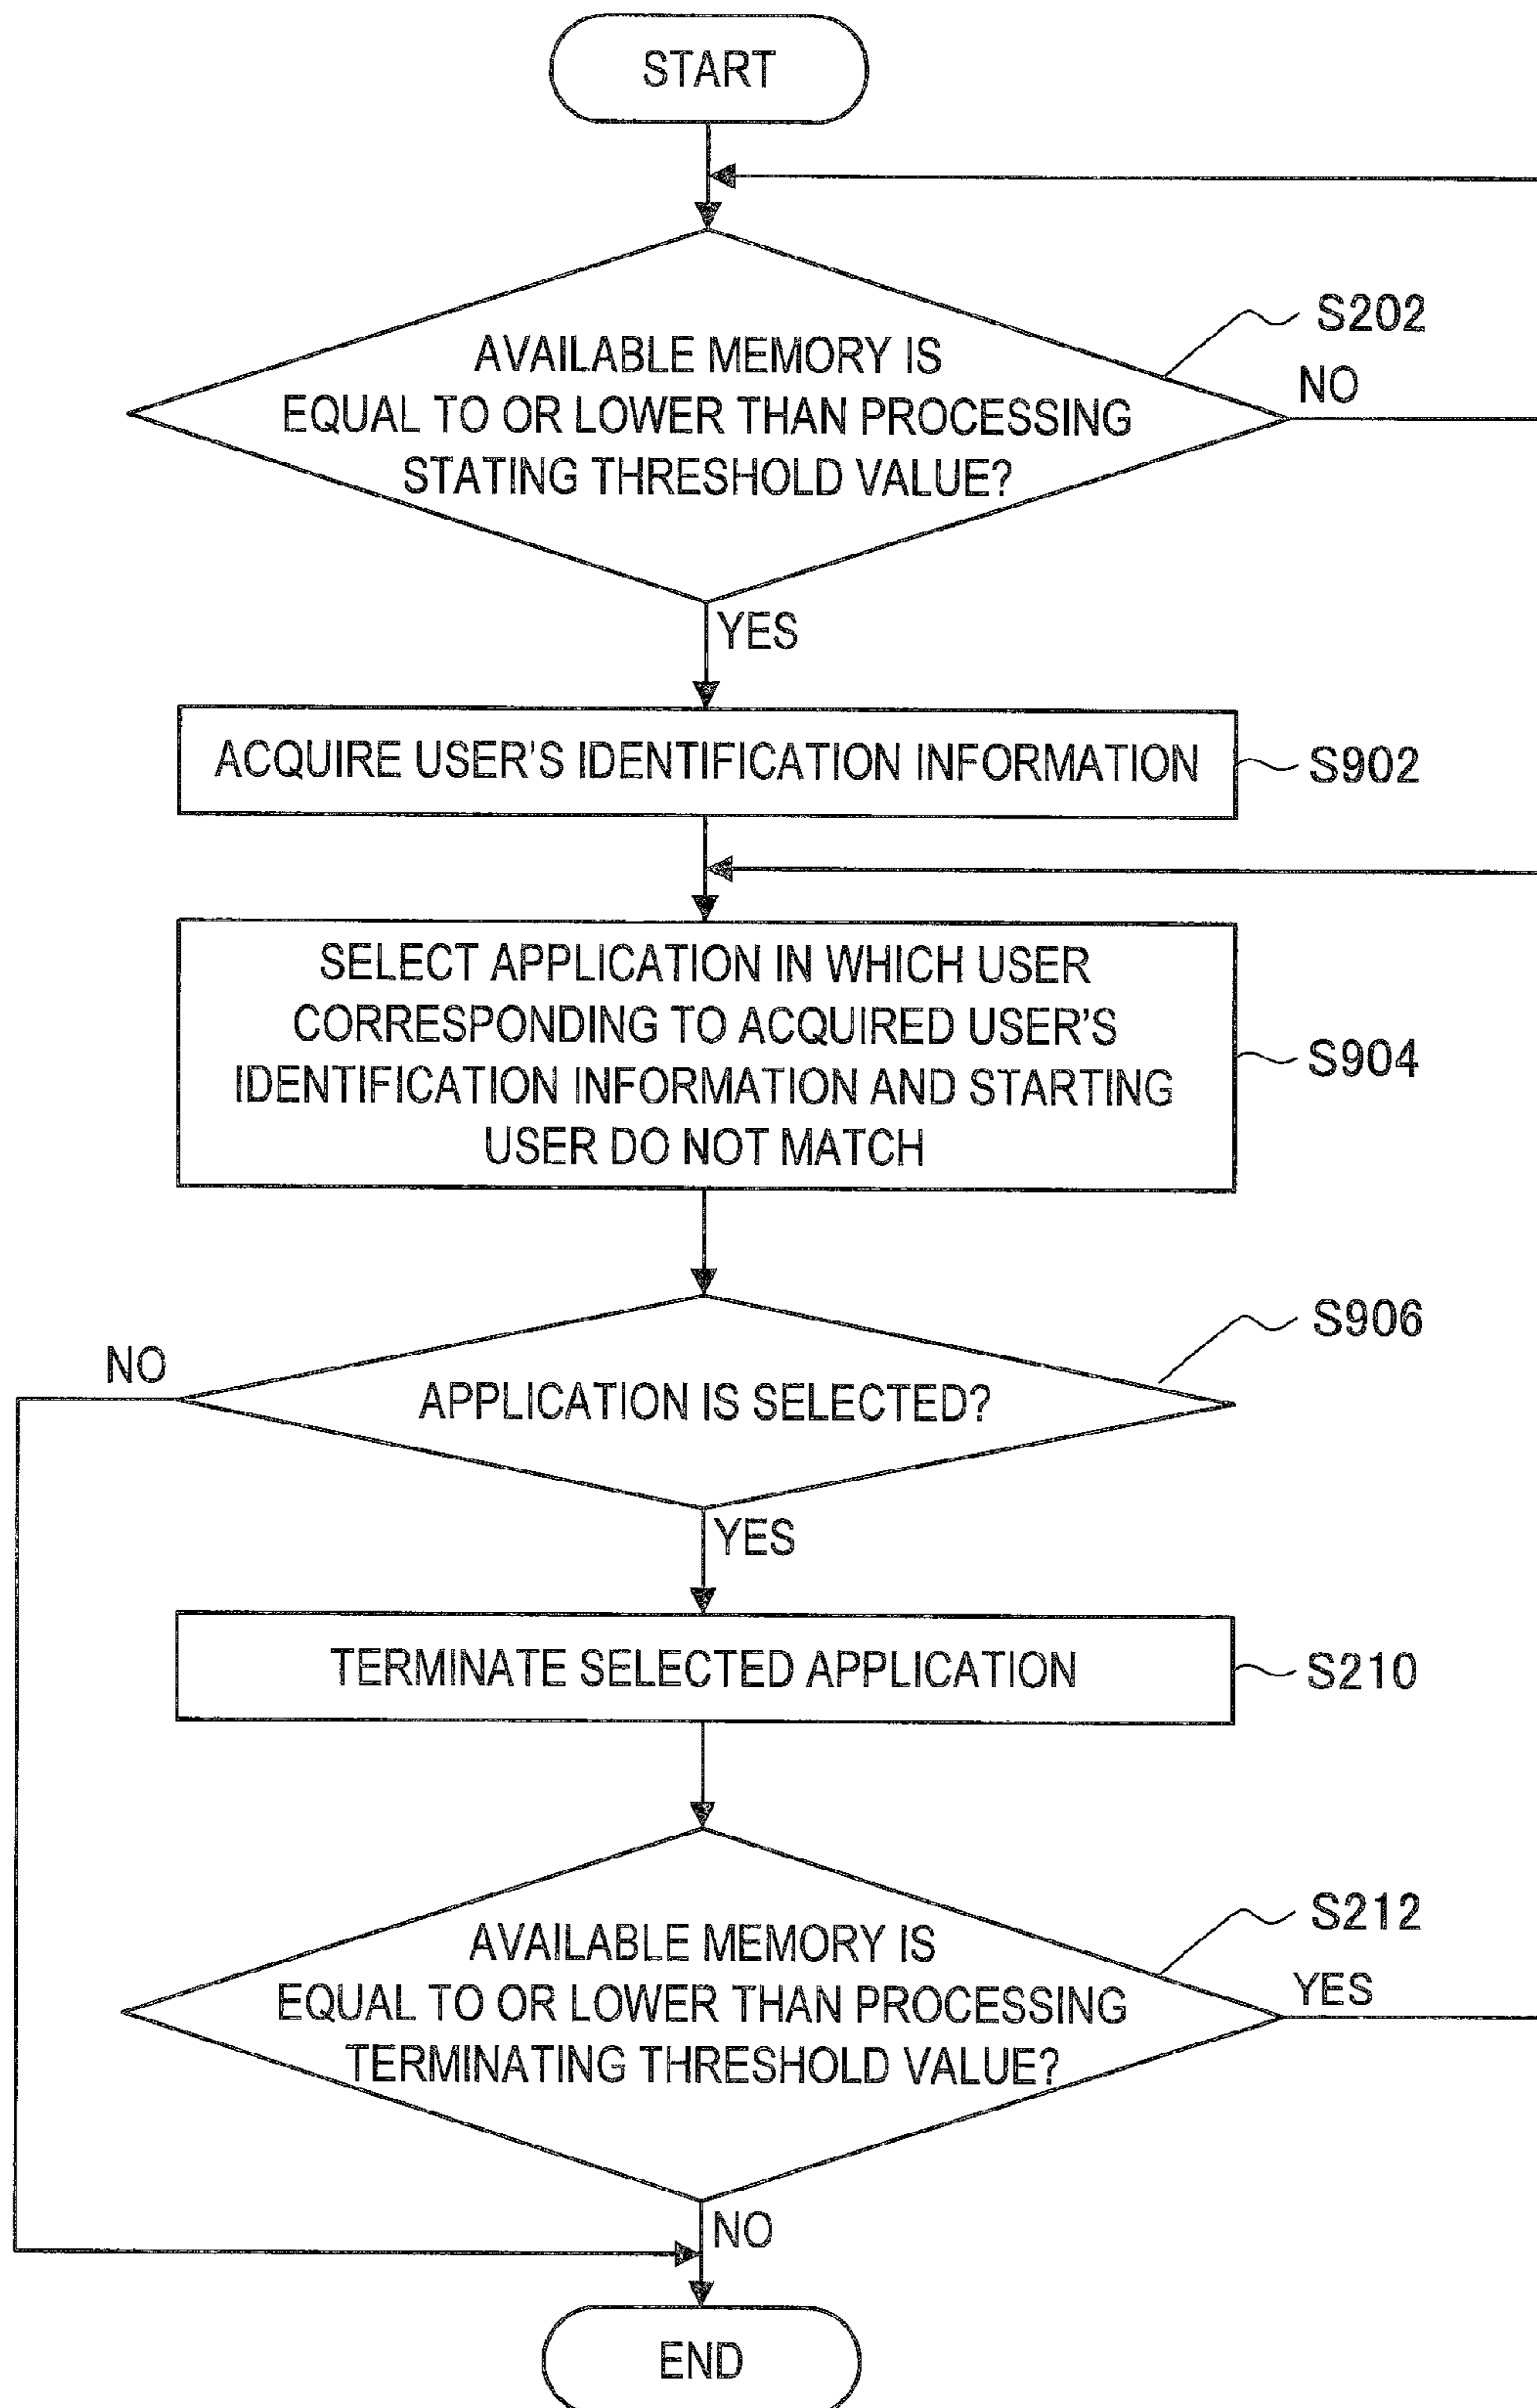 START
S202
AVAILABLE MEMORY IS
EQUAL TO OR LOWER THAN PROCESSING
STATING THRESHOLD VALUE?
NO
YES
ACQUIRE USER'S IDENTIFICATION INFORMATION
S902
SELECT APPLICATION IN WHICH USER
CORRESPONDING TO ACQUIRED USER'S
IDENTIFICATION INFORMATION AND STARTING
USER DO NOT MATCH
S904
S906
NO
APPLICATION IS SELECTED?
YES
TERMINATE SELECTED APPLICATION
S210
S212
AVAILABLE MEMORY IS
EQUAL TO OR LOWER THAN PROCESSING
TERMINATING THRESHOLD VALUE?
YES
NO
END